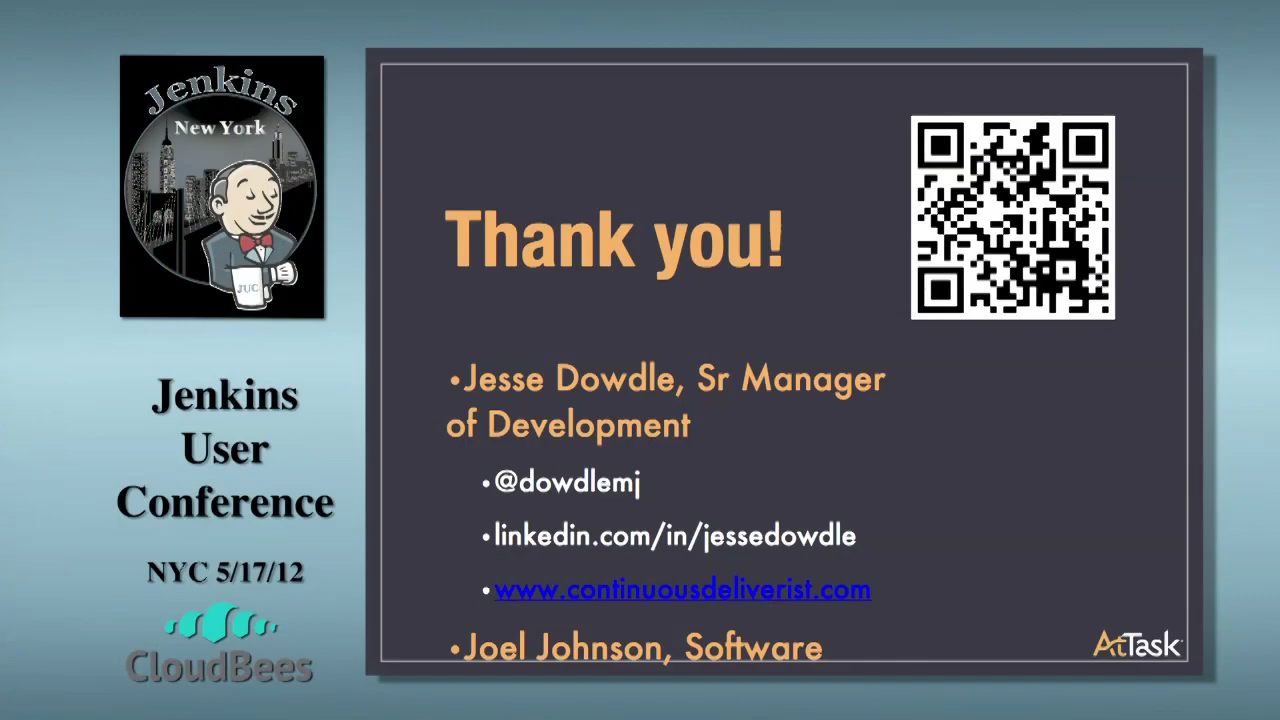 Jenkins
New York
JUC
Jenkins
User
Conference
NYC 5/17/12
CloudBees
Thank you!
•Jesse Dowdle, Sr Manager
of Development
•@dowdlemj
•linkedin.com/in/jessedowdle
•www.continuousdeliverist.com
•Joel Johnson, Software
AtTask